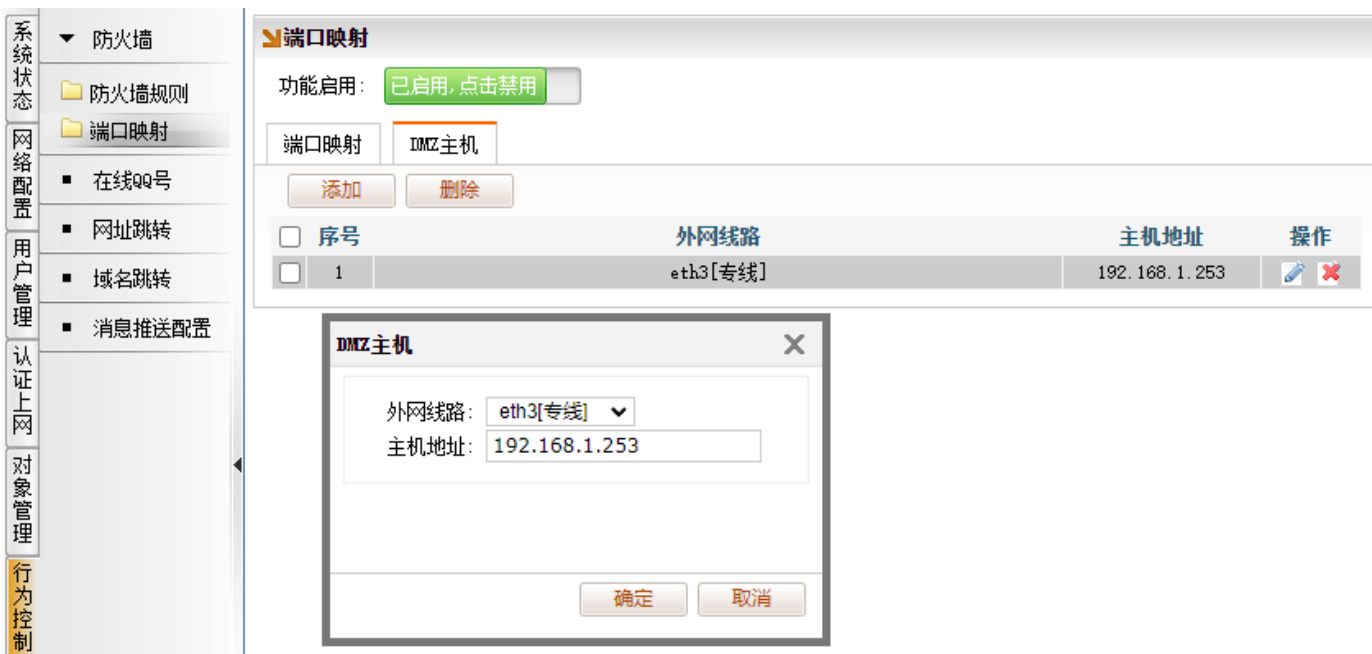 系统状态
网络配置
用户管理
认证上网
对象管理
行为控制
防火墙
防火墙规则
端口映射
在线QQ号
网址跳转
域名跳转
消息推送配置
端口映射
功能启用:
已启用,点击禁用
端口映射 DMZ主机
添加 删除
序号 外网线路 主机地址 操作
1 eth3[专线] 192.168.1.253
DMZ主机
外网线路: eth3[专线]
主机地址: 192.168.1.253
确定 取消